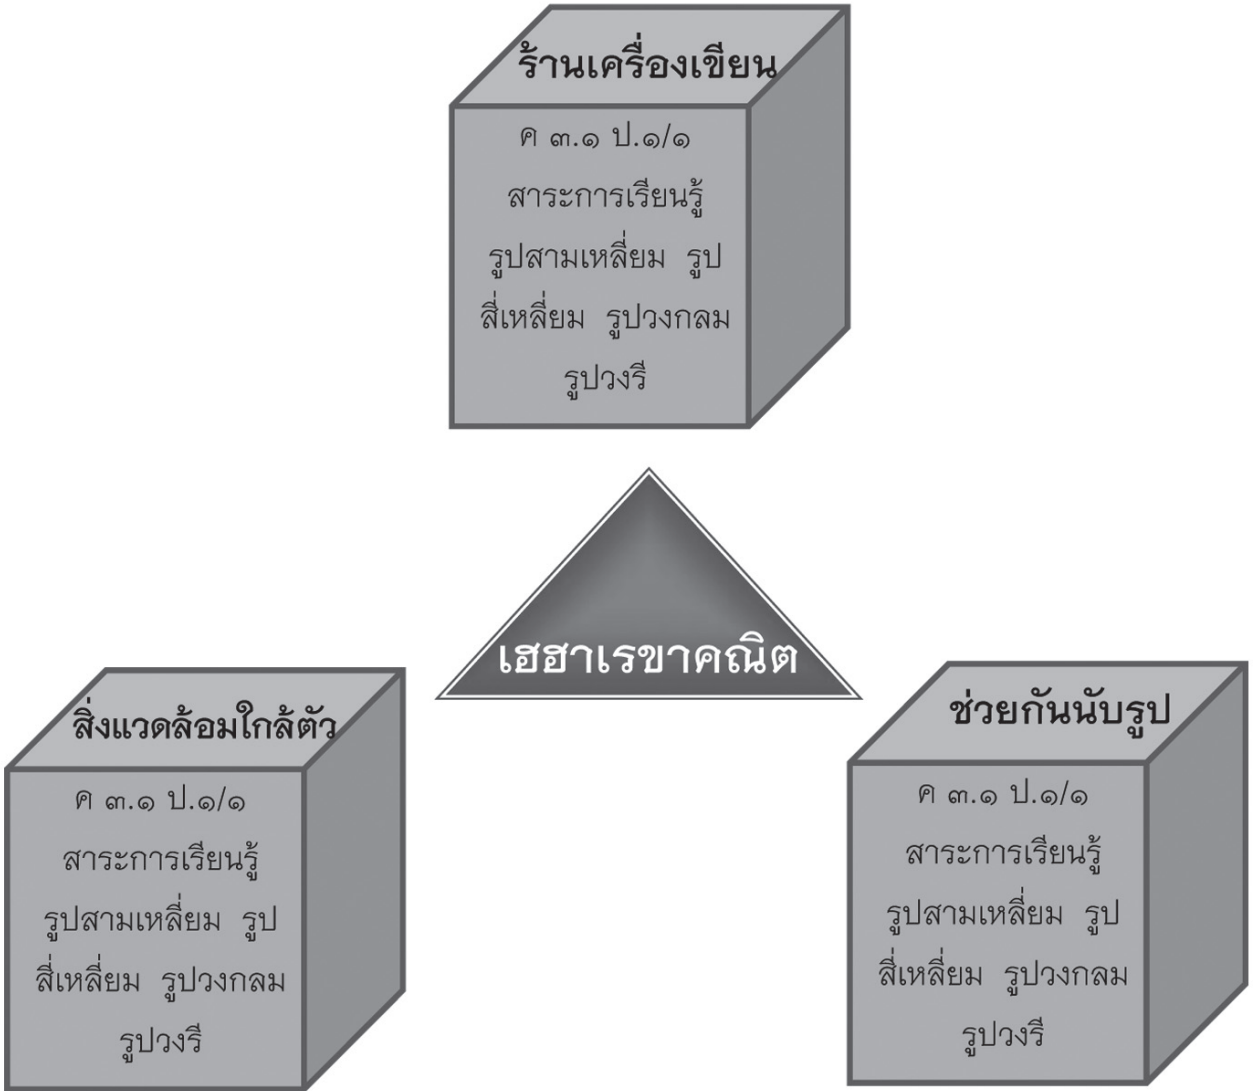 ร้านเครื่องเขียน
ค ๓.๑ ป.๑/๑
สาระการเรียนรู้
รูปสามเหลี่ยม รูป
สี่เหลี่ยม รูปวงกลม
รูปวงรี
เฮฮาเรขาคณิต
สิ่งแวดล้อมใกล้ตัว
ค ๓.๑ ป.๑/๑
สาระการเรียนรู้
รูปสามเหลี่ยม รูป
สี่เหลี่ยม รูปวงกลม
รูปวงรี
ช่วยกันนับรูป
ค ๓.๑ ป.๑/๑
สาระการเรียนรู้
รูปสามเหลี่ยม รูป
สี่เหลี่ยม รูปวงกลม
รูปวงรี